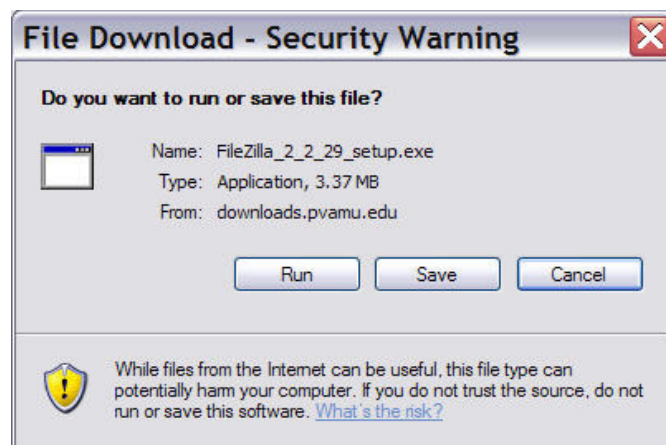 File Download - Security Warning
Do you want to run or save this file?
Name: FileZilla_2_2_29_setup.exe
Type: Application, 3.37 MB
From: downloads.pvamu.edu
Run Save Cancel
While files from the Internet can be useful, this file type can
potentially harm your computer. If you do not trust the source, do not
run or save this software. What's the risk?